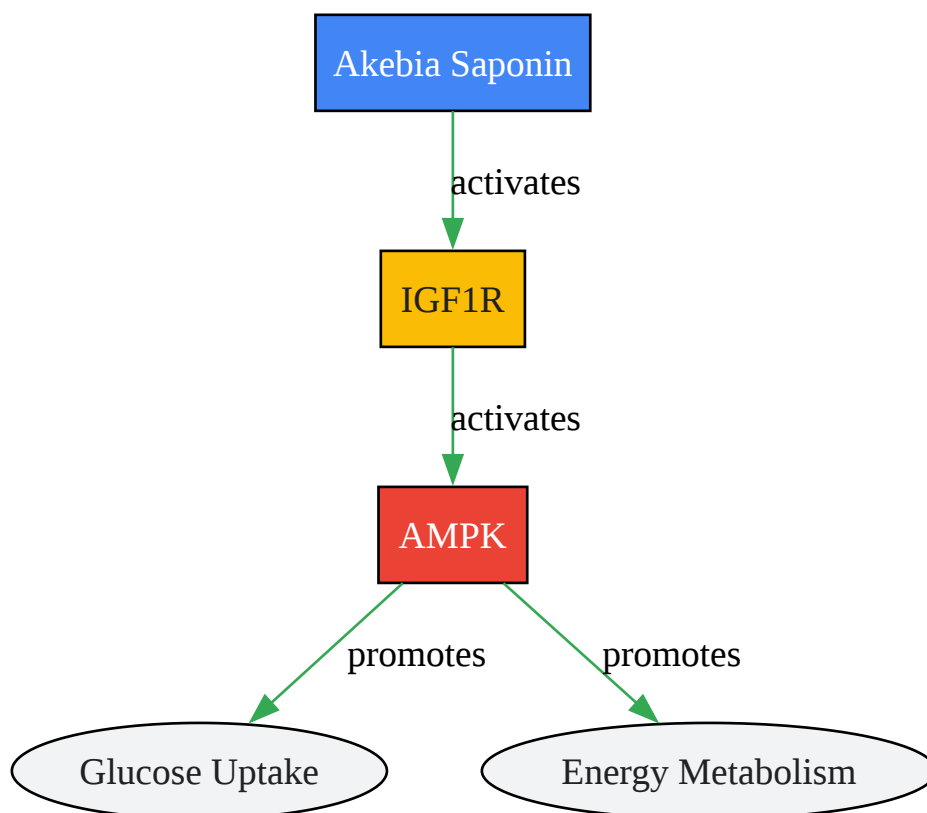 Akebia Saponin
activates
IGF1R
activates
AMPK
promotes
promotes
Glucose Uptake
Energy Metabolism